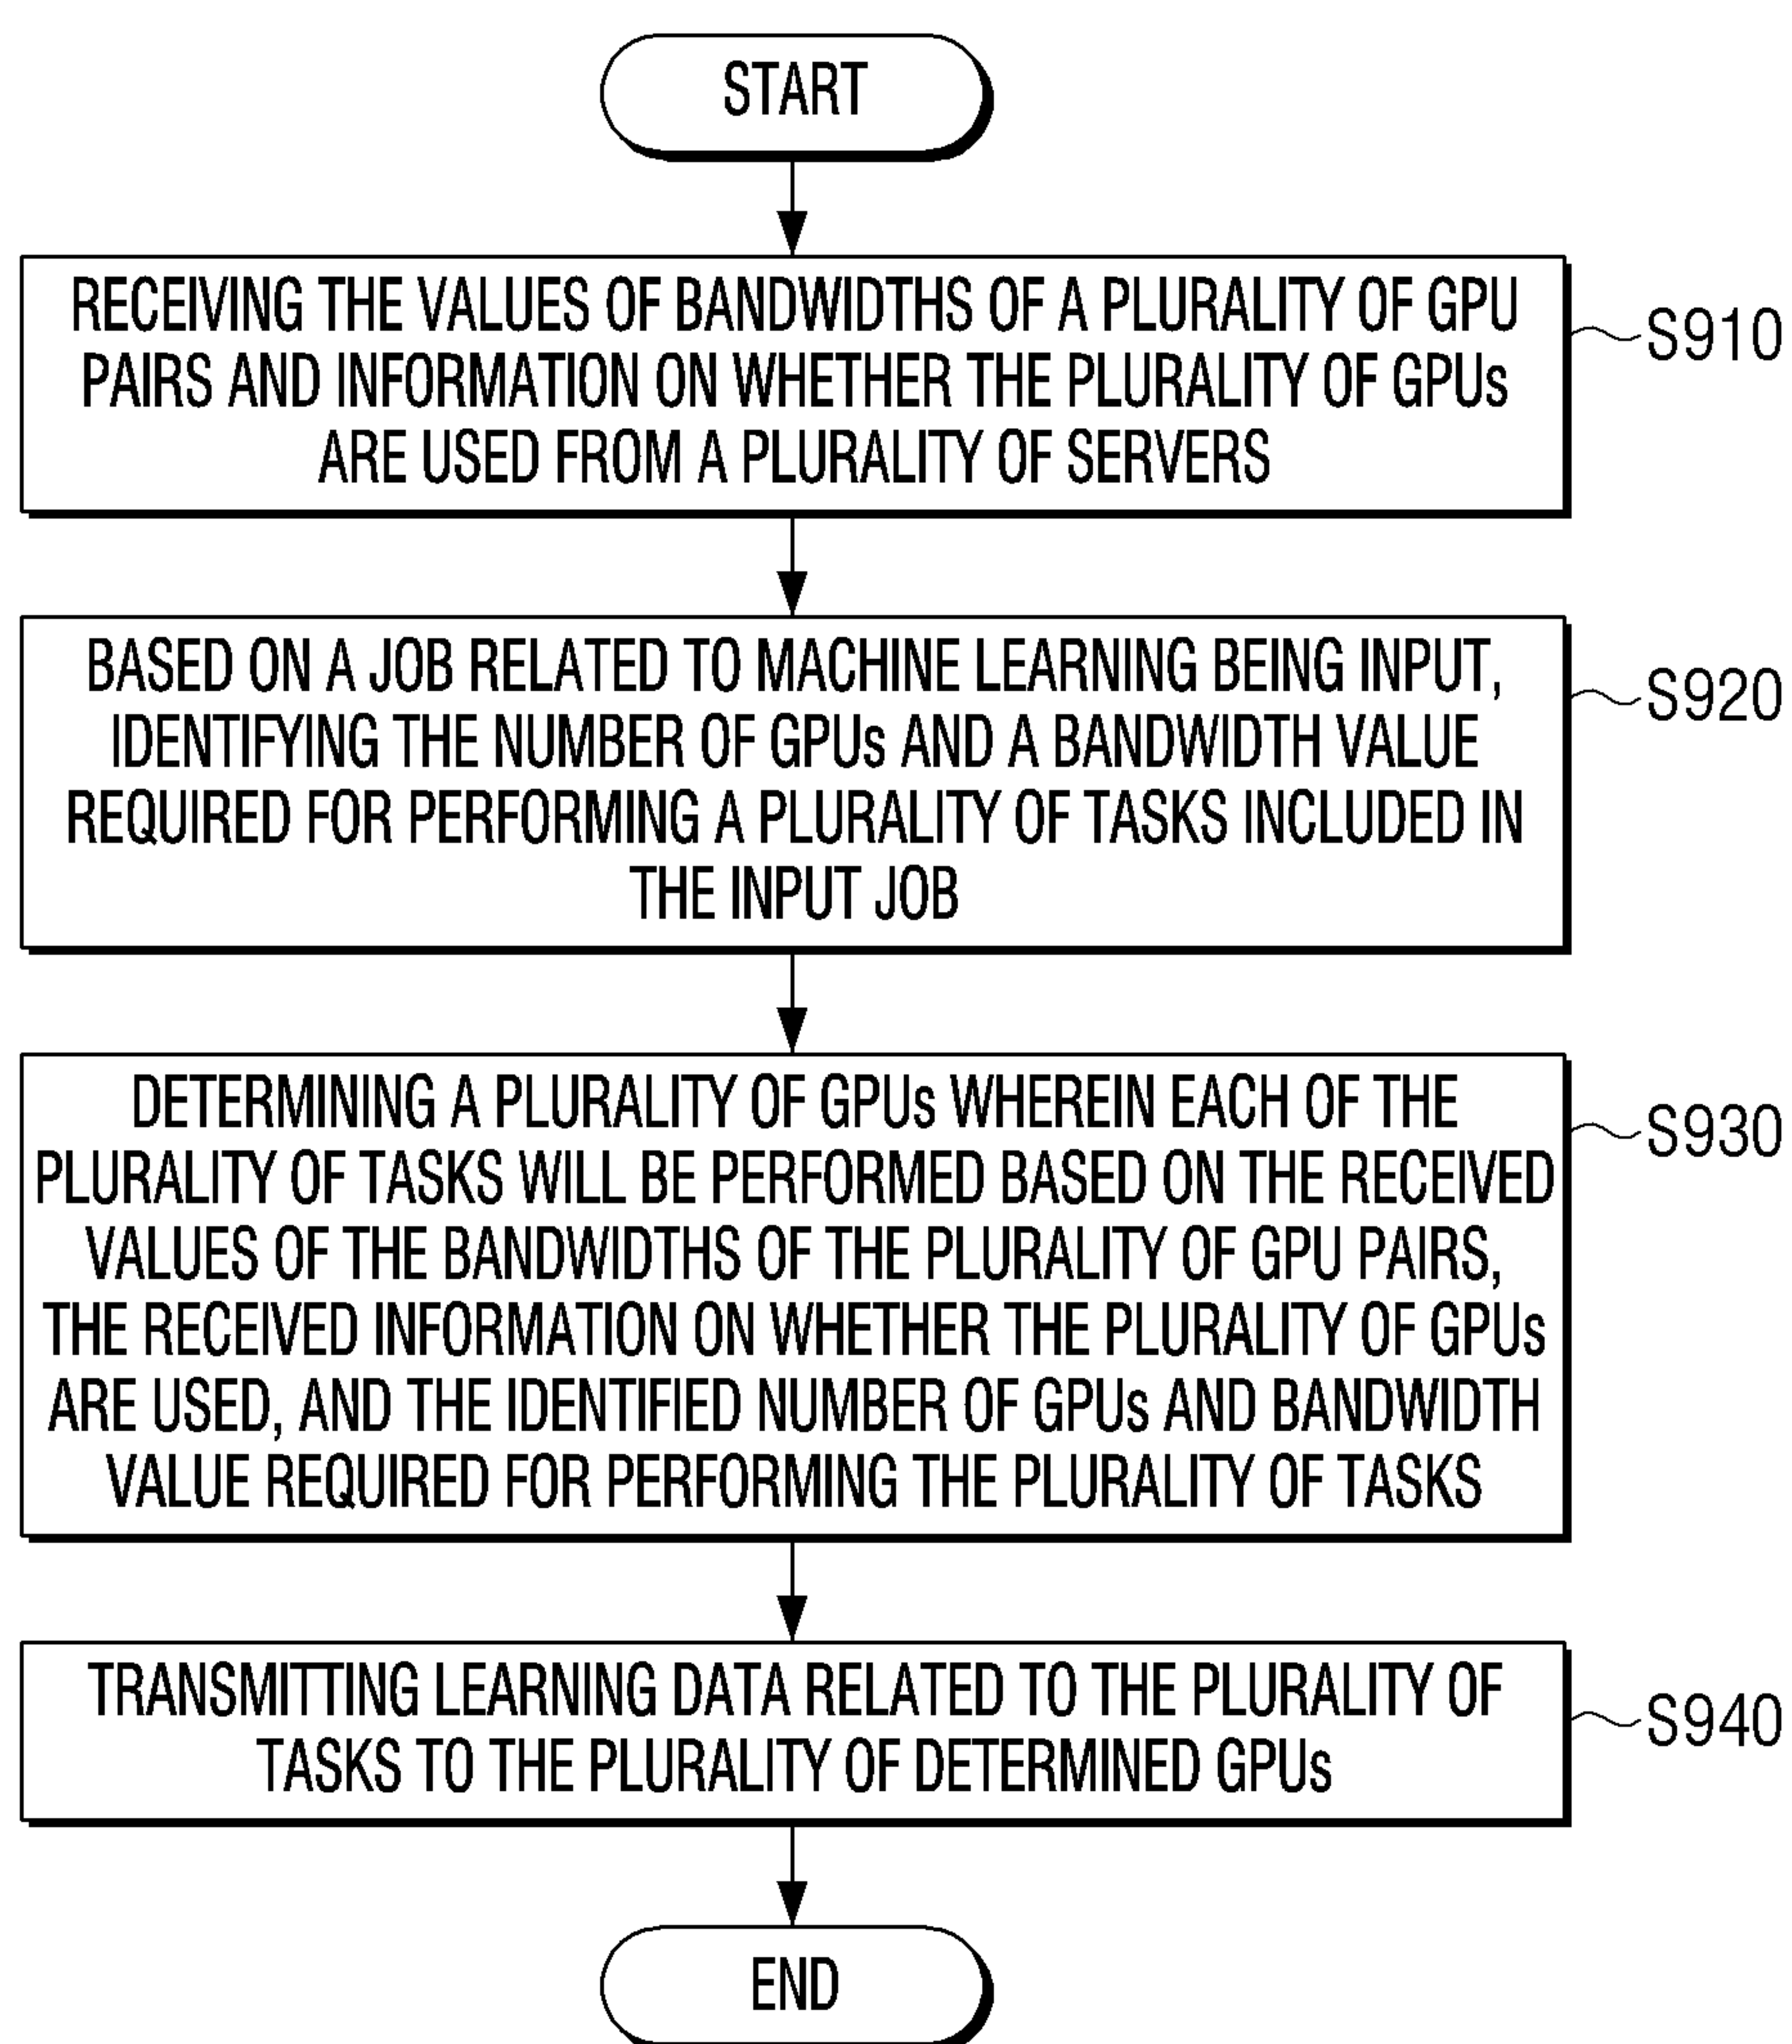 START
RECEIVING THE VALUES OF BANDWIDTHS OF A PLURALITY OF GPU
PAIRS AND INFORMATION ON WHETHER THE PLURALITY OF GPUs
ARE USED FROM A PLURALITY OF SERVERS
S910
BASED ON A JOB RELATED TO MACHINE LEARNING BEING INPUT,
IDENTIFYING THE NUMBER OF GPUs AND A BANDWIDTH VALUE
REQUIRED FOR PERFORMING A PLURALITY OF TASKS INCLUDED IN
THE INPUT JOB
S920
DETERMINING A PLURALITY OF GPUs WHEREIN EACH OF THE
PLURALITY OF TASKS WILL BE PERFORMED BASED ON THE RECEIVED
VALUES OF THE BANDWIDTHS OF THE PLURALITY OF GPU PAIRS,
THE RECEIVED INFORMATION ON WHETHER THE PLURALITY OF GPUs
ARE USED, AND THE IDENTIFIED NUMBER OF GPUs AND BANDWIDTH
VALUE REQUIRED FOR PERFORMING THE PLURALITY OF TASKS
S930
TRANSMITTING LEARNING DATA RELATED TO THE PLURALITY OF
TASKS TO THE PLURALITY OF DETERMINED GPUs
S940
END